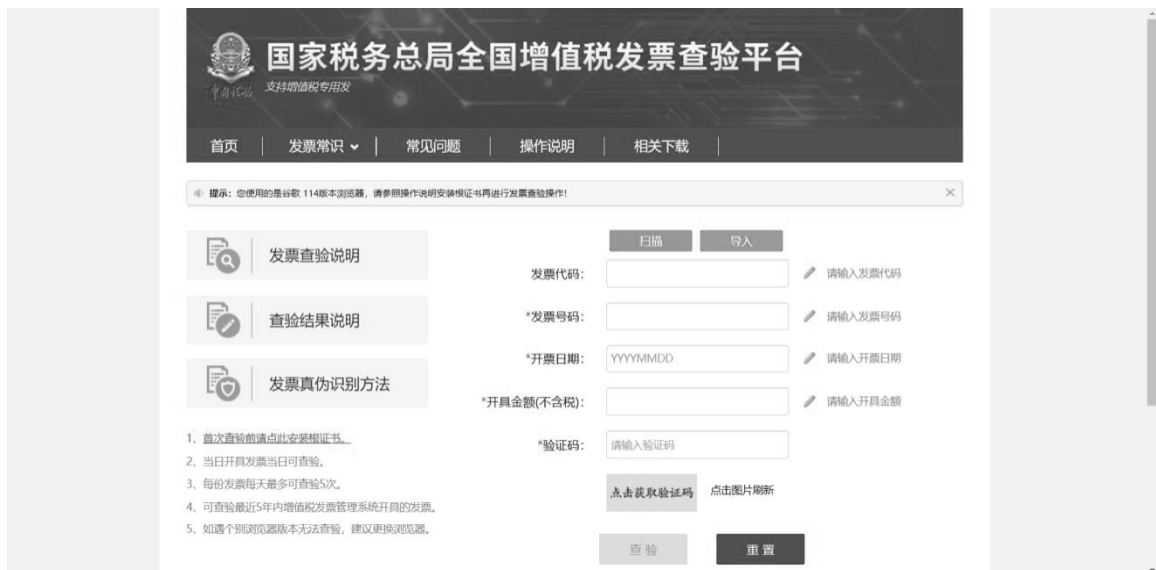 国家税务总局全国增值税发票查验平台
支持增值税专用发
首页
发票常识
常见问题
操作说明
相关下载
提示：您使用的是谷歌 114版本浏览器，请参照操作说明安装根证书再进行发票查验操作！
发票查验说明
查验结果说明
发票真伪识别方法
1、首次查验前请点此安装根证书。
2、当日开具发票当日可查验。
3、每份发票每天最多可查验5次。
4、可查验最近5年内增值税发票管理系统开具的发票。
5、如遇个别浏览器版本无法查验，建议更换浏览器。
扫描 导入
发票代码： 请输入发票代码
*发票号码： 请输入发票号码
*开票日期： YYYYMMDD 请输入开票日期
*开具金额(不含税)： 请输入开具金额
*验证码： 请输入验证码
点击获取验证码 点击图片刷新
查 验 重 置